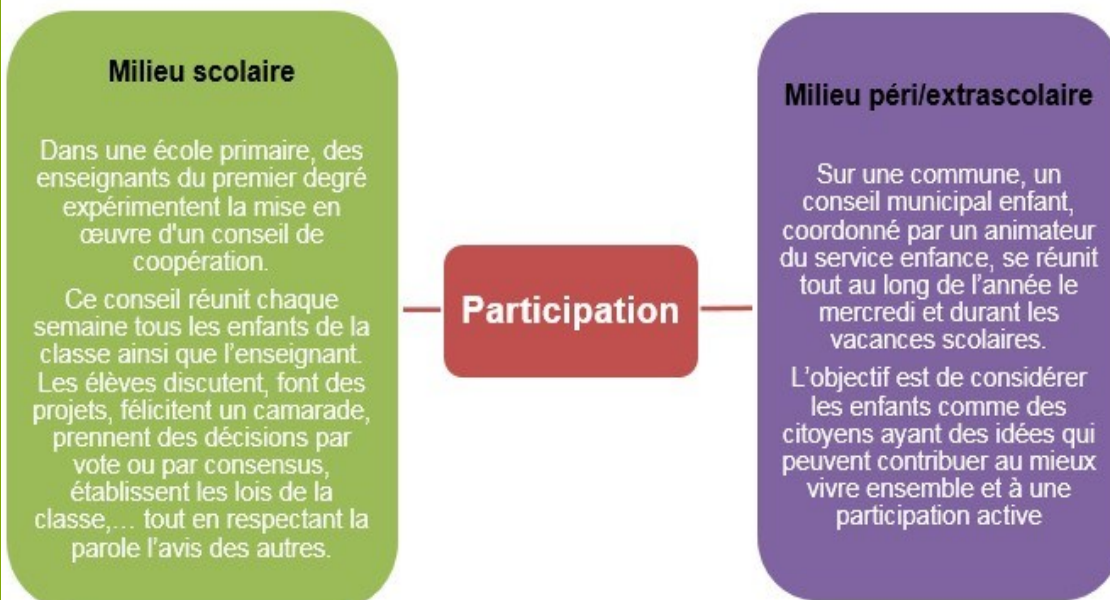 Milieu scolaire
Dans une école primaire, des
enseignants du premier degré
expérimentent la mise en
œuvre d'un conseil de
coopération.
Ce conseil réunit chaque
semaine tous les enfants de la
classe ainsi que l’enseignant.
Les élèves discutent, font des
projets, félicitent un camarade,
prennent des décisions par
vote ou par consensus,
établissent les lois de la
classe,… tout en respectant la
parole l’avis des autres.
Participation
Milieu péri/extrascolaire
Sur une commune, un
conseil municipal enfant,
coordonné par un animateur
du service enfance, se réunit
tout au long de l’année le
mercredi et durant les
vacances scolaires.
L’objectif est de considérer
les enfants comme des
citoyens ayant des idées qui
peuvent contribuer au mieux
vivre ensemble et à une
participation active